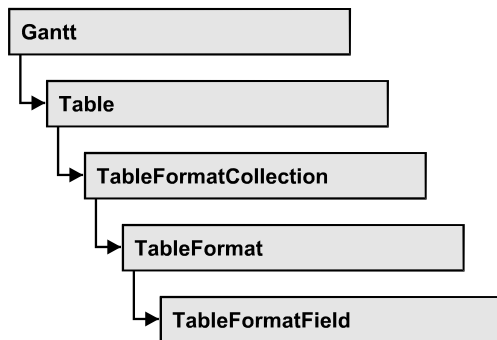 Gantt
Table
TableFormatCollection
TableFormat
TableFormatField